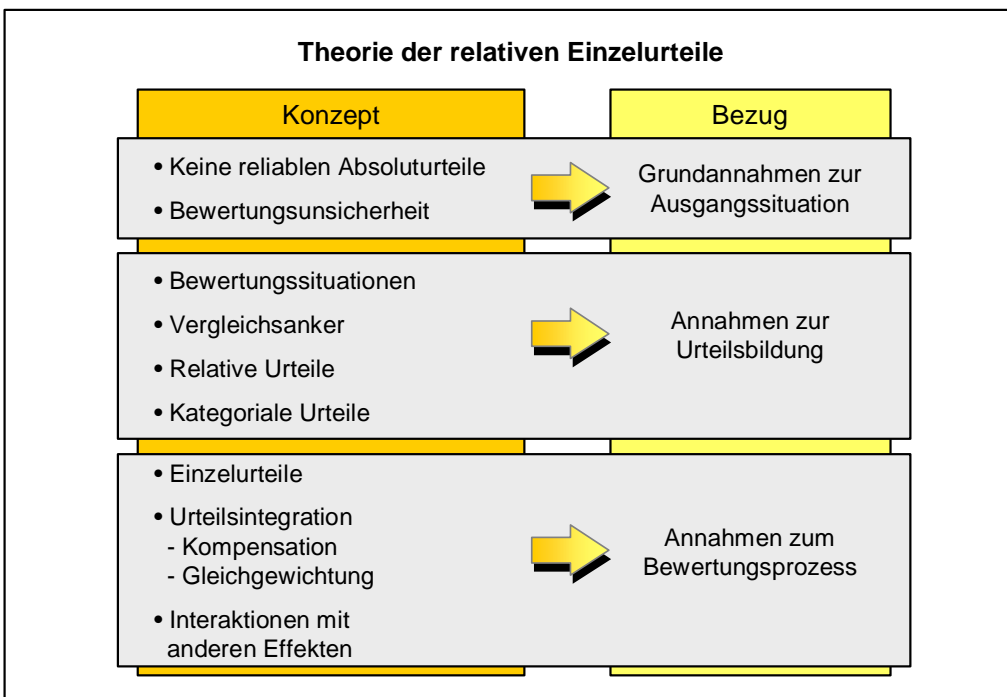 Theorie der relativen Einzelurteile
Konzept
Bezug
• Keine reliablen Absoluturteile
• Bewertungsunsicherheit
Grundannahmen zur
Ausgangssituation
• Bewertungssituationen
• Vergleichsanker
• Relative Urteile
• Kategoriale Urteile
Annahmen zur
Urteilsbildung
• Einzelurteile
• Urteilsintegration
- Kompensation
- Gleichgewichtung
• Interaktionen mit
anderen Effekten
Annahmen zum
Bewertungsprozess